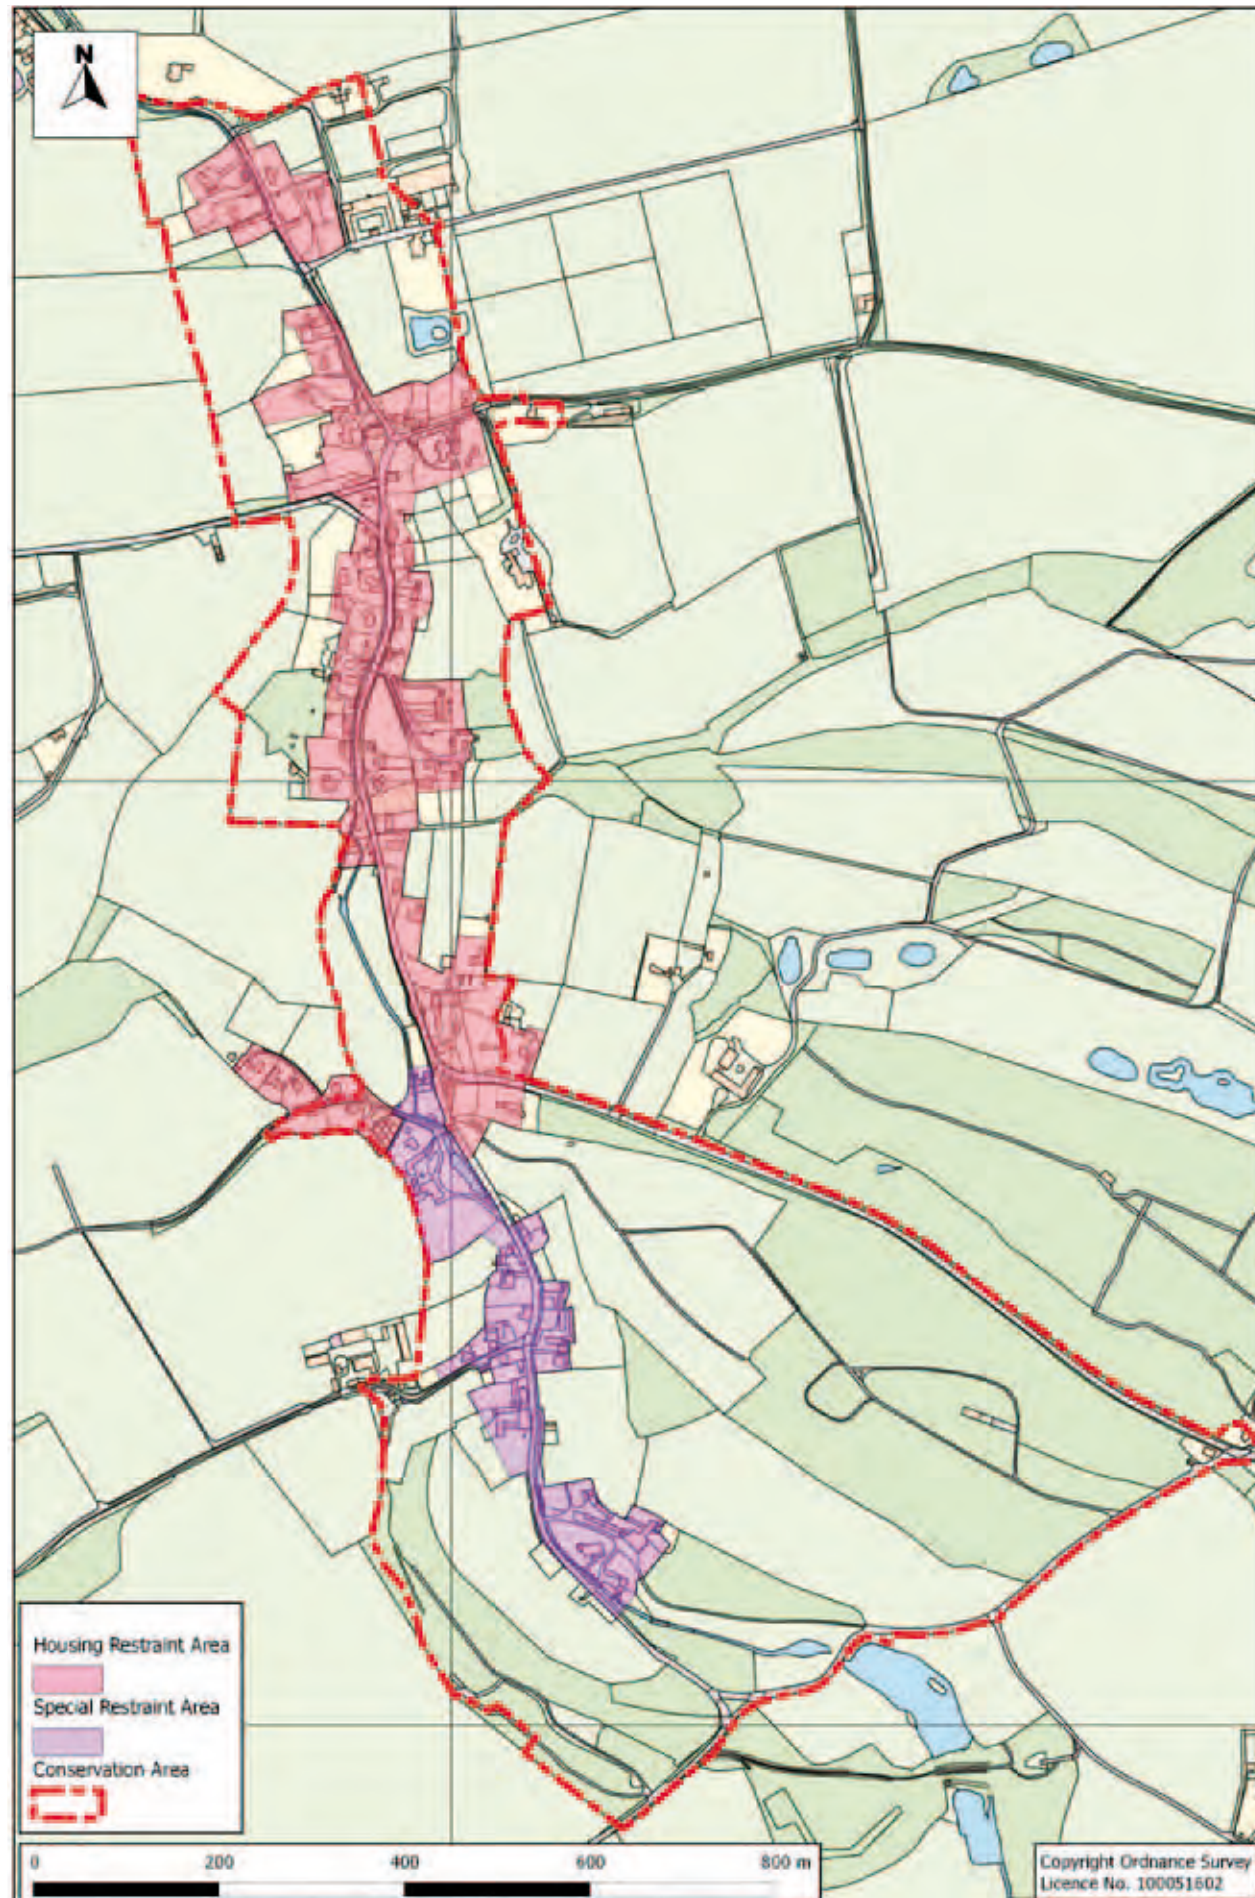 N
Housing Restraint Area
Special Restraint Area
Conservation Area
0 200 400 600 800 m
Copyright Ordnance Survey
Licence No. 100051602